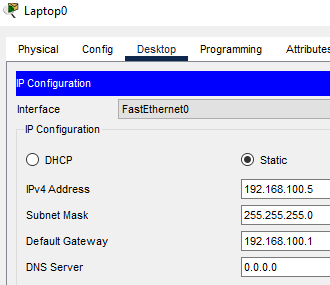 Laptop0
Physical Config Desktop Programming Attributes
IP Configuration
Interface FastEthernet0
IP Configuration
DHCP Static
IPv4 Address 192.168.100.5
Subnet Mask 255.255.255.0
Default Gateway 192.168.100.1
DNS Server 0.0.0.0